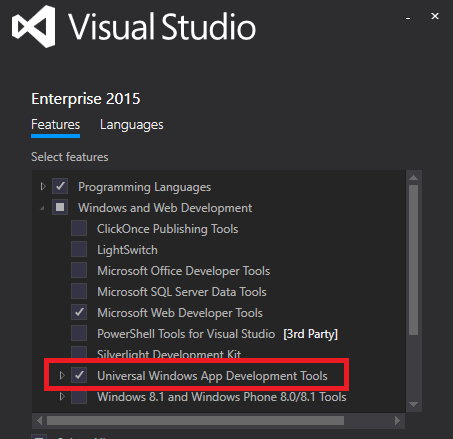 Visual Studio
Enterprise 2015
Features Languages
Select features
Programming Languages
Windows and Web Development
ClickOnce Publishing Tools
LightSwitch
Microsoft Office Developer Tools
Microsoft SQL Server Data Tools
Microsoft Web Developer Tools
PowerShell Tools for Visual Studio [3rd Party]
Silverlight Development Kit
Universal Windows App Development Tools
Windows 8.1 and Windows Phone 8.0/8.1 Tools